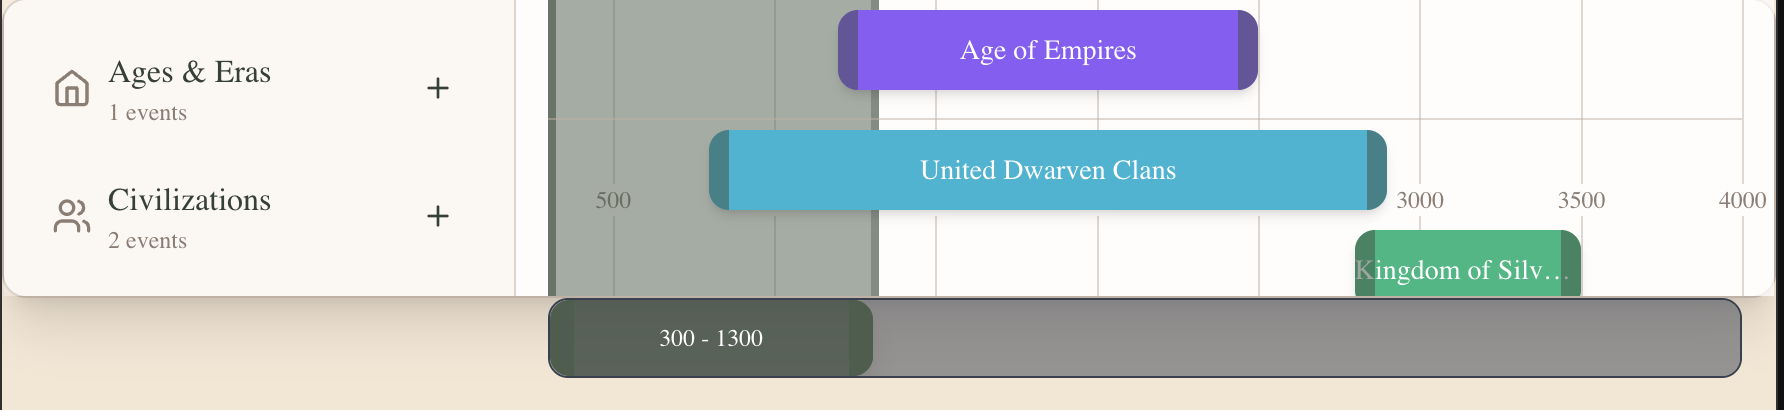 Age of Empires
Ages & Eras
1 events
United Dwarven Clans
500
3000
3500
4000
Civilizations
2 events
Kingdom of Silv...
300 - 1300